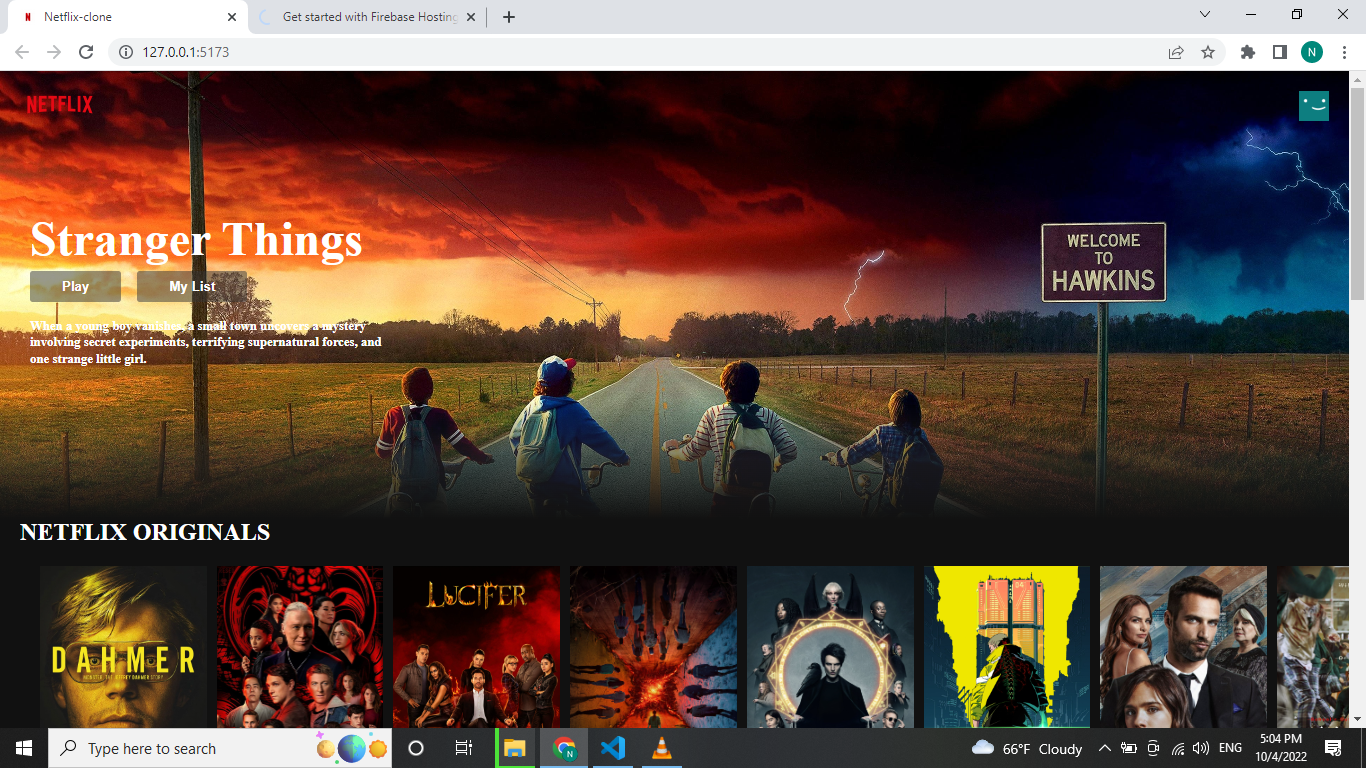 Netflix-clone
Get started with Firebase Hosting
127.0.0.1:5173
N
NETFLIX
WELCOME
TO
HAWKINS
Stranger Things
Play
My List
When a young boy vanishes, a small town uncovers a mystery
involving secret experiments, terrifying supernatural forces, and
one strange little girl.
NETFLIX ORIGINALS
DAHMER
MONSTER: THE JEFFREY DAHMER STORY
LUCIFER
Type here to search
66°F Cloudy
ENG
5:04 PM
10/4/2022